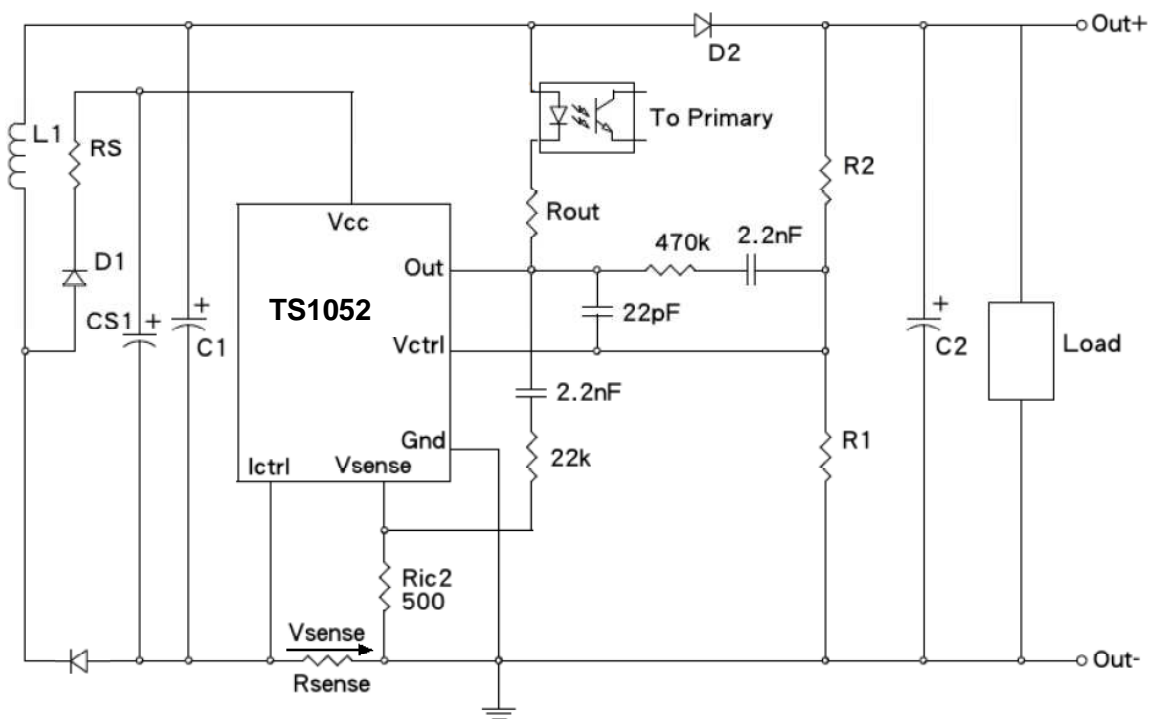 Out+
D2
L1
RS
To Primary
R2
Vcc
Rout
470k
2.2nF
D1
Out
TS1052
CS1
+
+
C1
22pF
Vctrl
+
C2
Load
2.2nF
Gnd
22k
R1
Ictrl
Vsense
Ric2
500
Vsense
Rsense
Out-